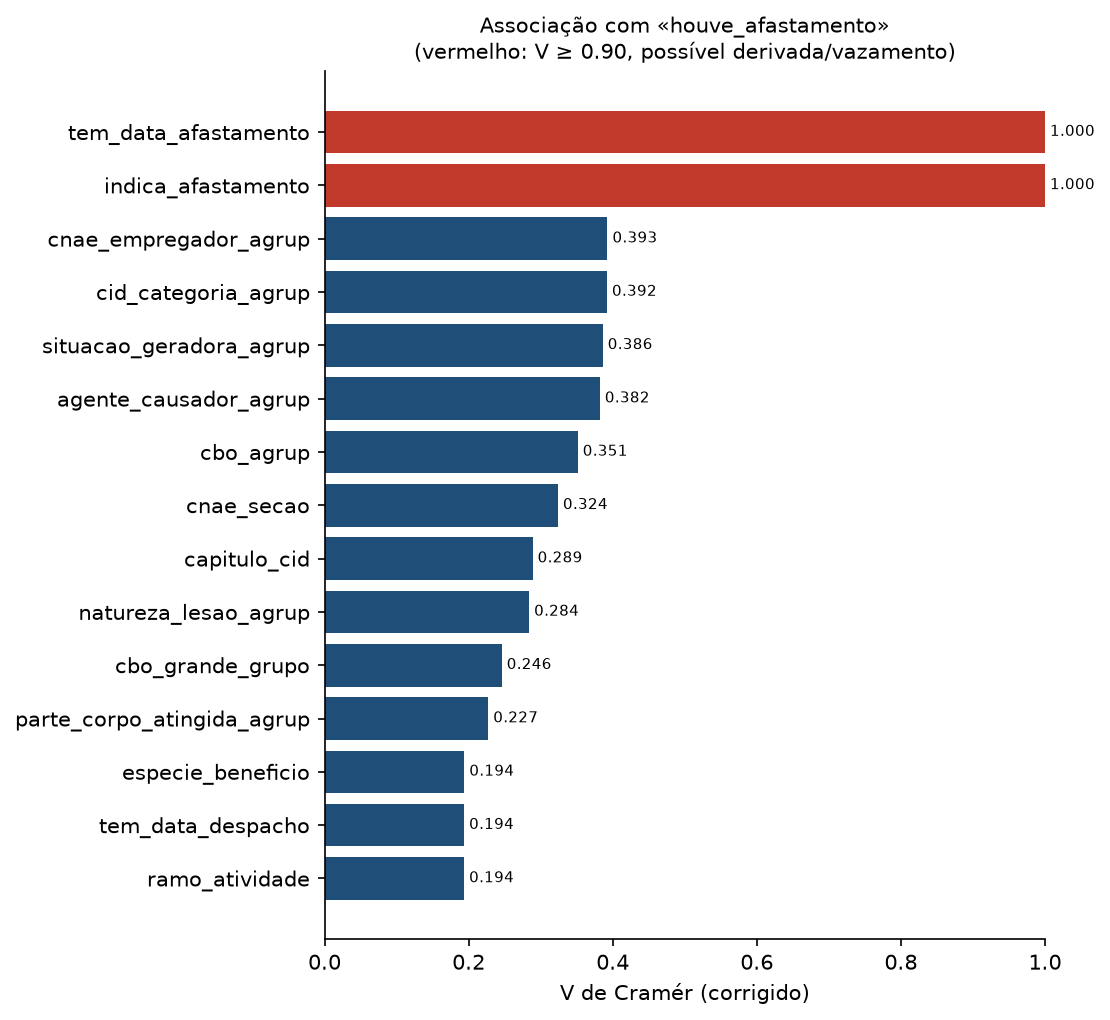 Associação com «houve_afastamento»
(vermelho: V ≥ 0.90, possível derivada/vazamento)
tem_data_afastamento 1.000
indica_afastamento 1.000
cnae_empregador_agrup 0.393
cid_categoria_agrup 0.392
situacao_geradora_agrup 0.386
agente_causador_agrup 0.382
cbo_agrup 0.351
cnae_secao 0.324
capitulo_cid 0.289
natureza_lesao_agrup 0.284
cbo_grande_grupo 0.246
parte_corpo_atingida_agrup 0.227
especie_beneficio 0.194
tem_data_despacho 0.194
ramo_atividade 0.194
0.0 0.2 0.4 0.6 0.8 1.0
V de Cramér (corrigido)